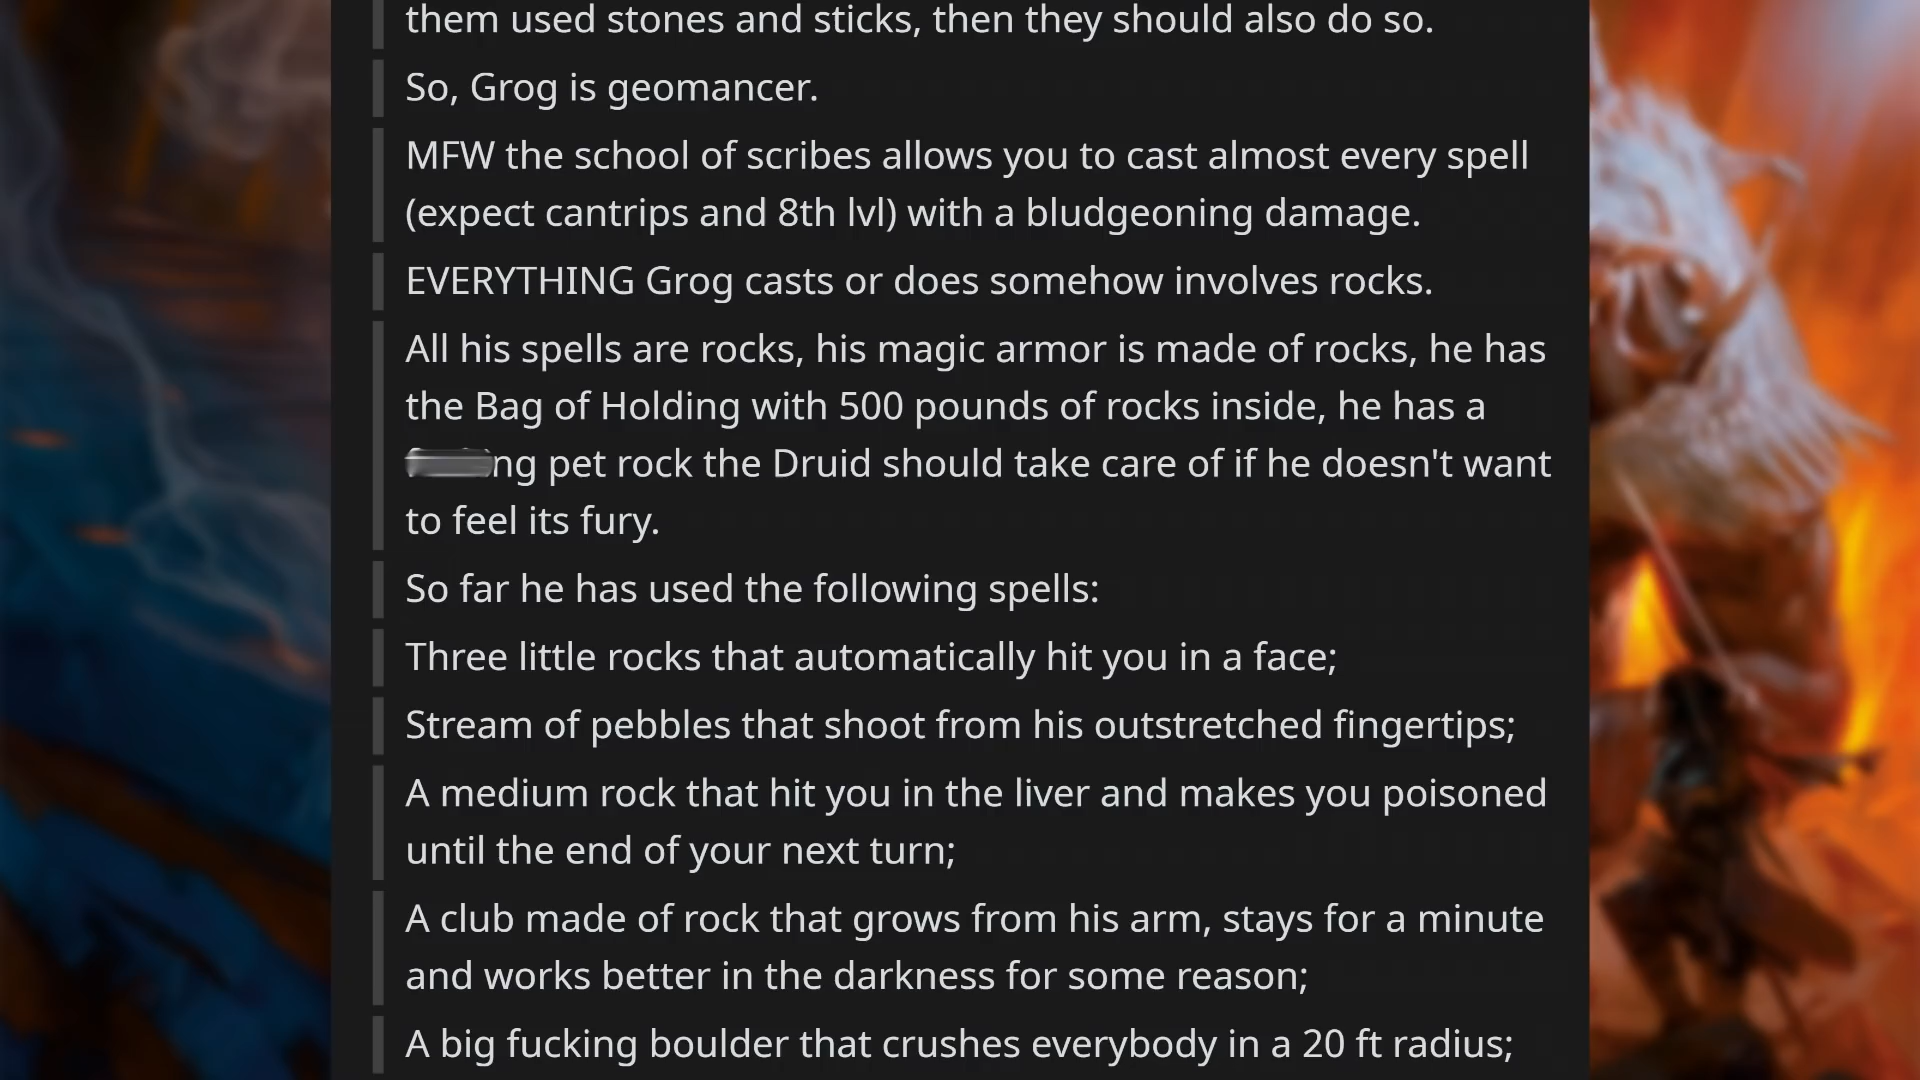 them used stones and sticks, then they should also do so.
So, Grog is geomancer.
MFW the school of scribes allows you to cast almost every spell
(expect cantrips and 8th lvl) with a bludgeoning damage.
EVERYTHING Grog casts or does somehow involves rocks.
All his spells are rocks, his magic armor is made of rocks, he has
the Bag of Holding with 500 pounds of rocks inside, he has a
ng pet rock the Druid should take care of if he doesn't want
to feel its fury.
So far he has used the following spells:
Three little rocks that automatically hit you in a face;
Stream of pebbles that shoot from his outstretched fingertips;
A medium rock that hit you in the liver and makes you poisoned
until the end of your next turn;
A club made of rock that grows from his arm, stays for a minute
and works better in the darkness for some reason;
A big fucking boulder that crushes everybody in a 20 ft radius;